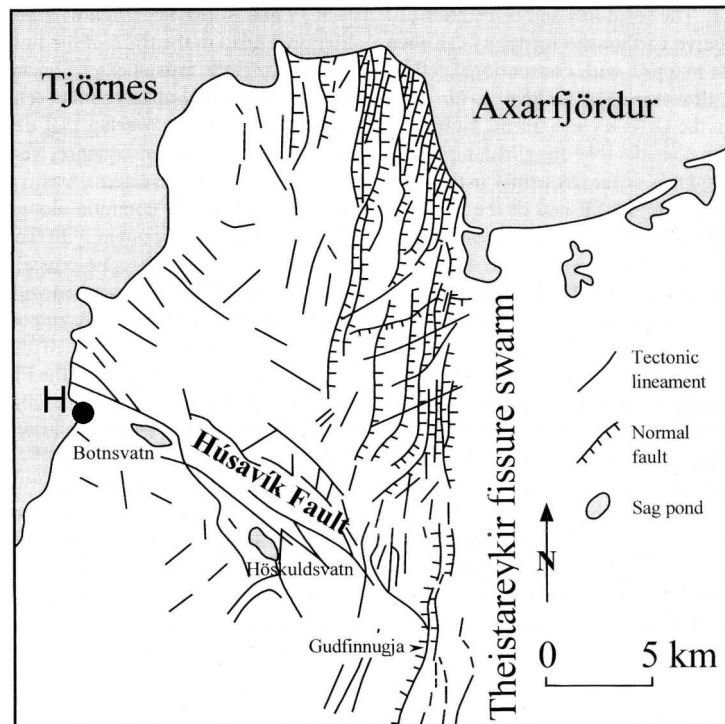 Tjörnes
Axarfjördur
Theistareykir fissure swarm
Tectonic
lineament
Normal
fault
Sag pond
H
Botnsvatn
Húsavík Fault
Höskuldsvatn
Gudfinnugja
N
0 5 km